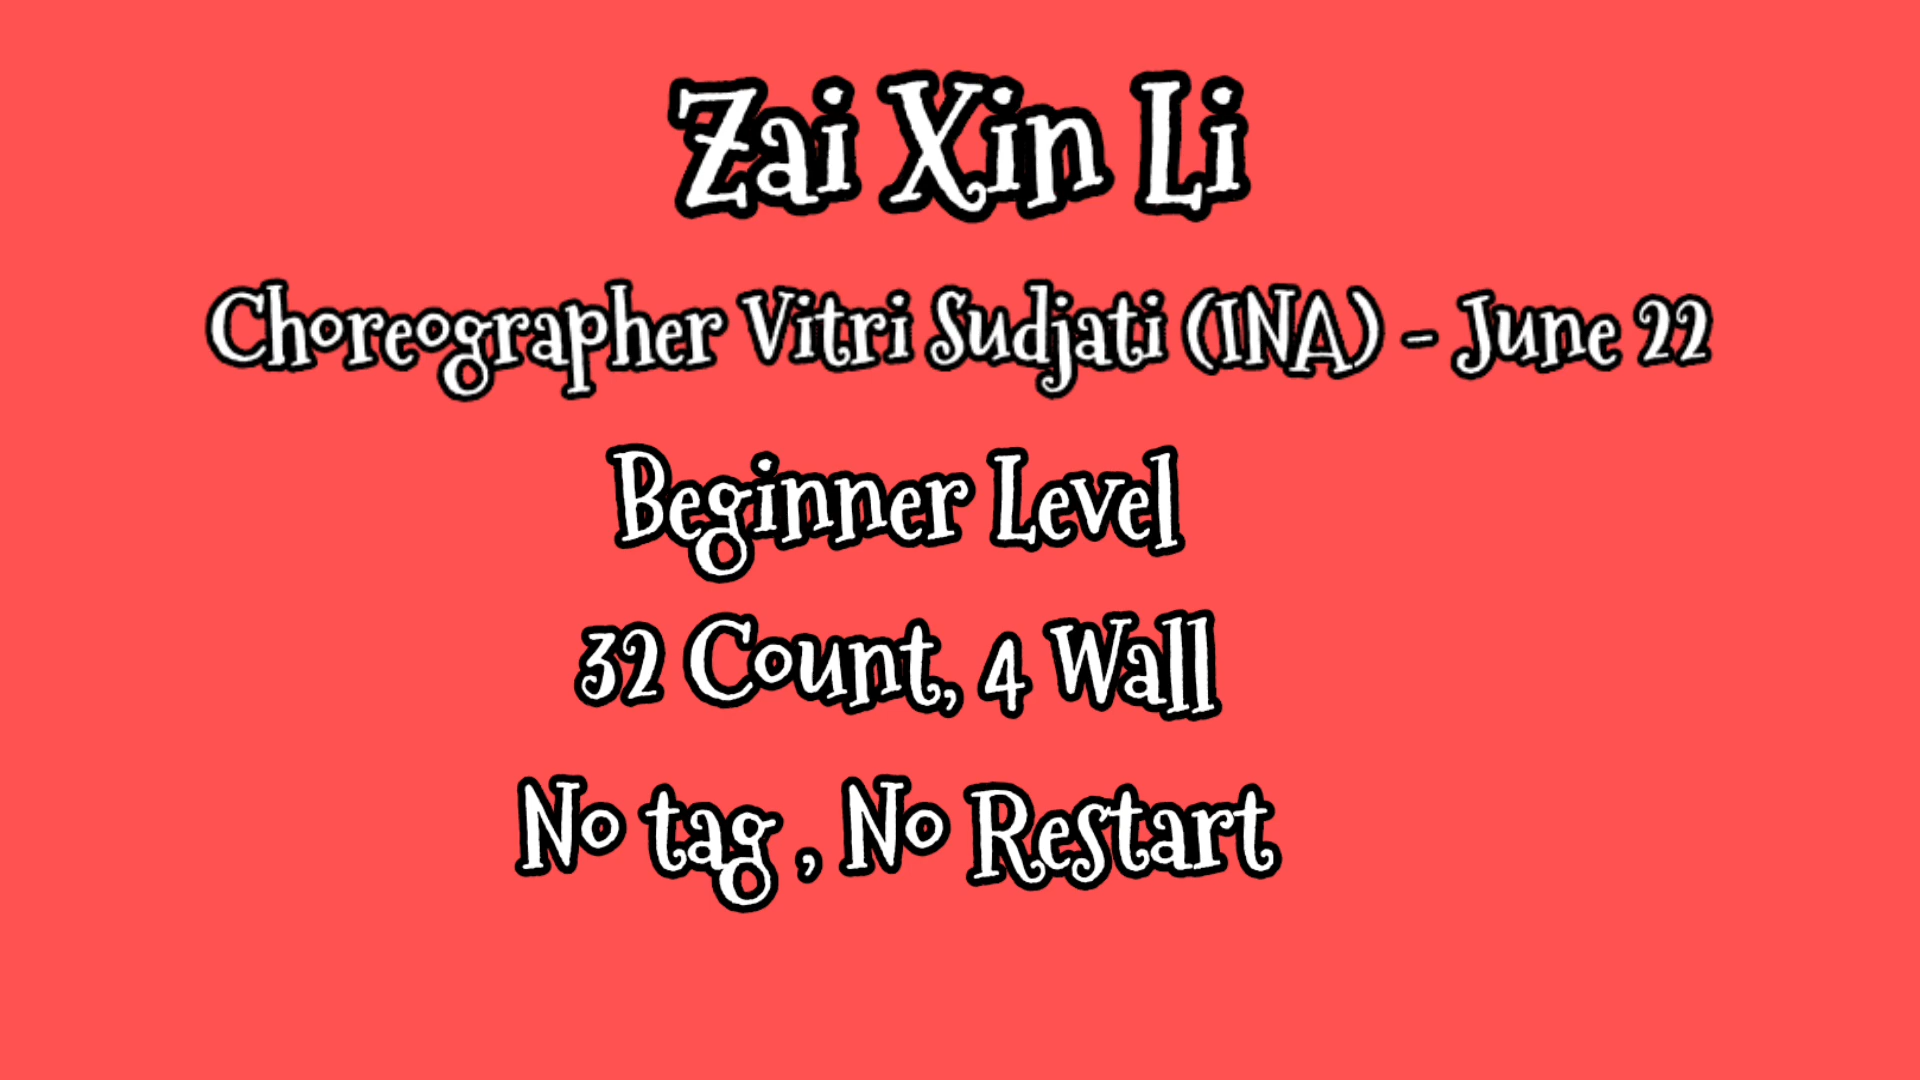 Zai Xin Li
Choreographer Vitri Sudjati (INA) - June 22
Beginner Level
32 Count, 4 Wall
No tag , No Restart